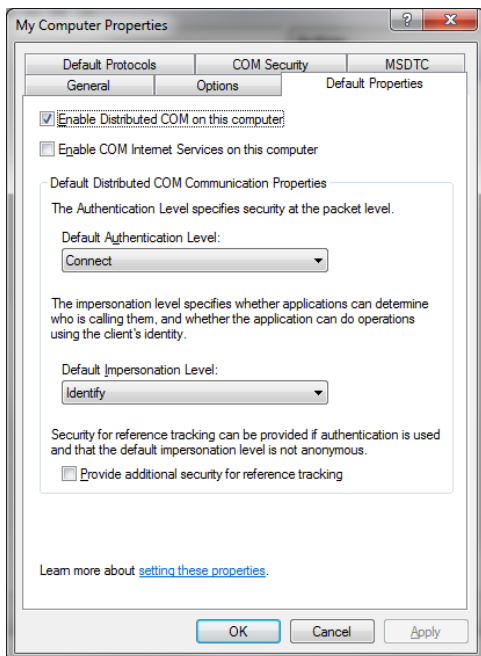 My Computer Properties
Default Protocols COM Security MSDTC
General Options Default Properties
Enable Distributed COM on this computer
Enable COM Internet Services on this computer
Default Distributed COM Communication Properties
The Authentication Level specifies security at the packet level.
Default Authentication Level:
Connect
The impersonation level specifies whether applications can determine
who is calling them, and whether the application can do operations
using the client's identity.
Default Impersonation Level:
Identify
Security for reference tracking can be provided if authentication is used
and that the default impersonation level is not anonymous.
Provide additional security for reference tracking
Learn more about setting these properties.
OK Cancel Apply